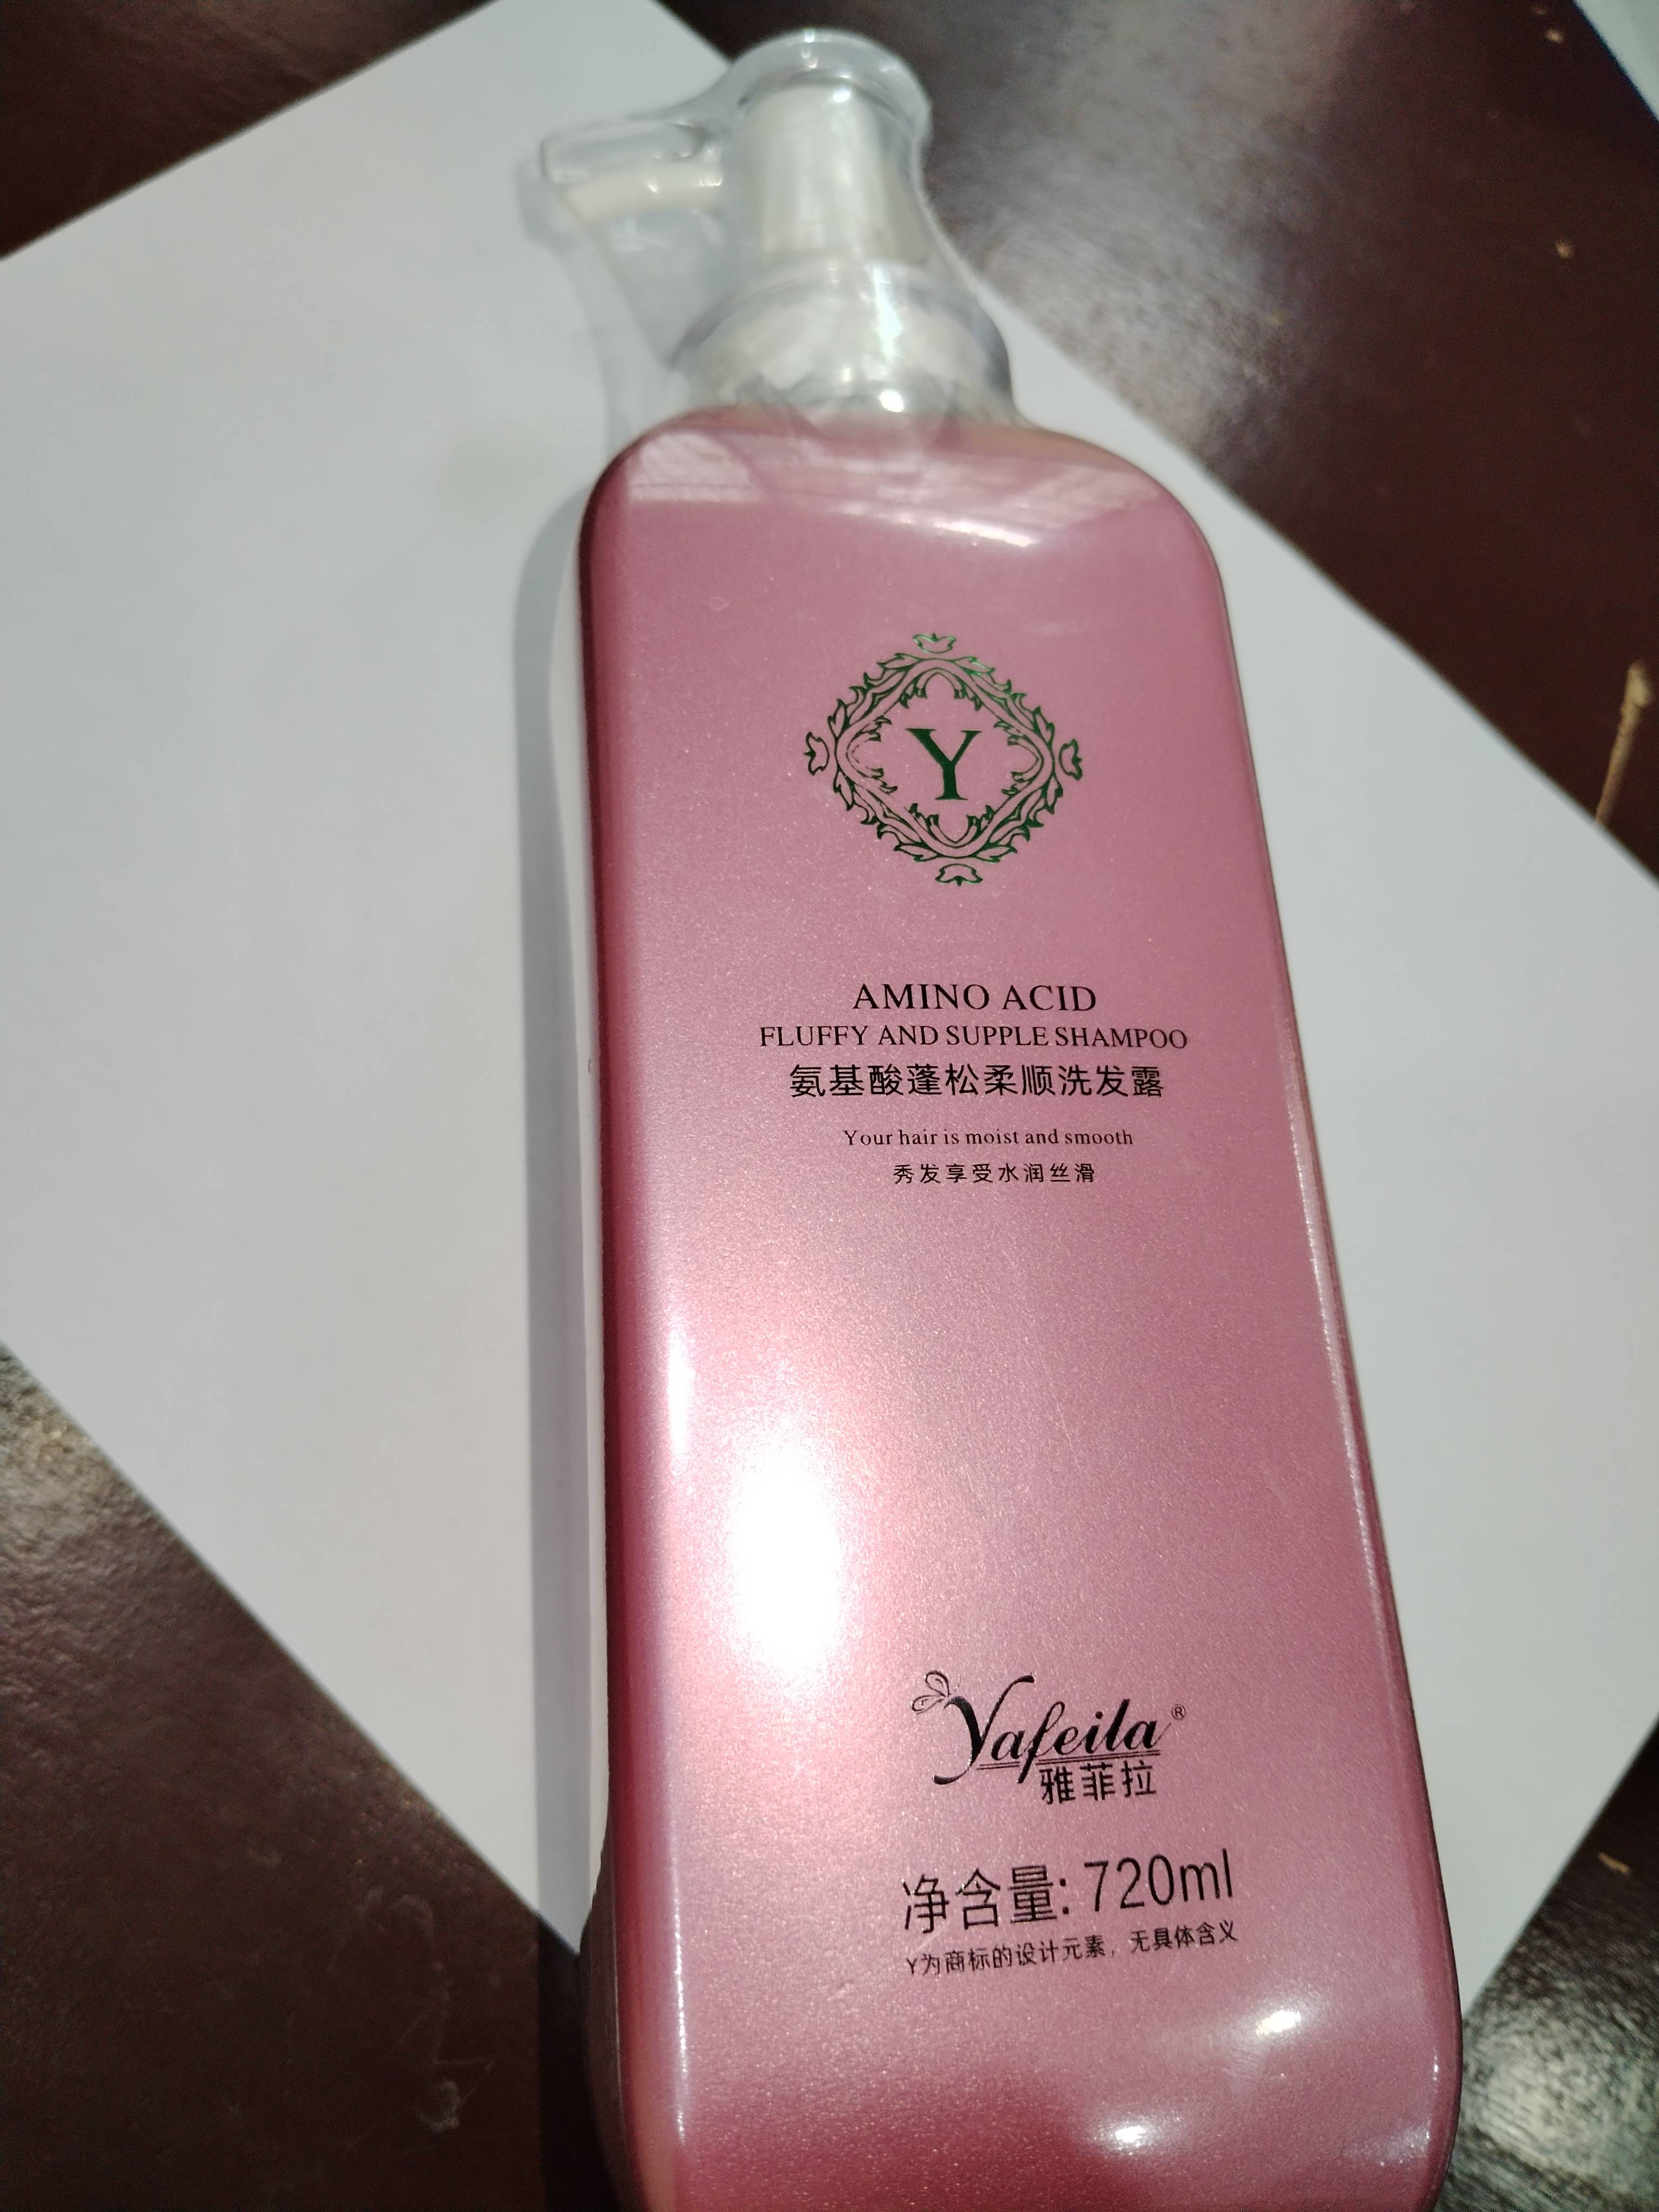 Y
AMINO ACID
FLUFFY AND SUPPLE SHAMPOO
氨基酸蓬松柔顺洗发露
Your hair is moist and smooth
秀发享受水润丝滑
Yafeila®
雅菲拉
净含量: 720ml
Y为商标的设计元素，无具体含义